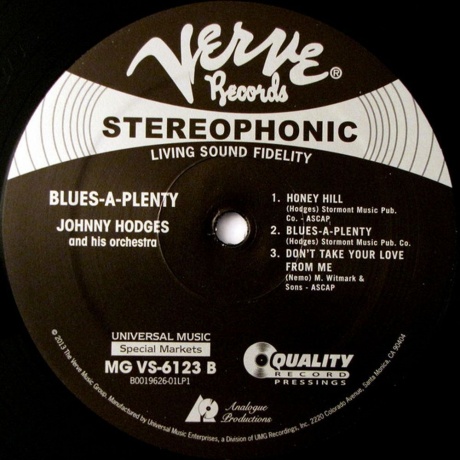 Verve®
Records
STEREOPHONIC
LIVING SOUND FIDELITY
BLUES-A-PLENTY
JOHNNY HODGES
and his orchestra
1. HONEY HILL
(Hodges) Stormont Music Pub.
Co. - ASCAP
2. BLUES-A-PLENTY
(Hodges) Stormont Music Pub. Co.
3. DON'T TAKE YOUR LOVE
FROM ME
(Nemo) M. Witmark &
Sons - ASCAP
UNIVERSAL MUSIC
Special Markets
MG VS-6123 B
B0019626-01LP1
QUALITY
RECORD
PRESSINGS
Analogue
Productions
© 2013 The Verve Music Group. Manufactured by Universal Music Enterprises, a Division of UMG Recordings, Inc. 2220 Colorado Avenue, Santa Monica, CA 90404